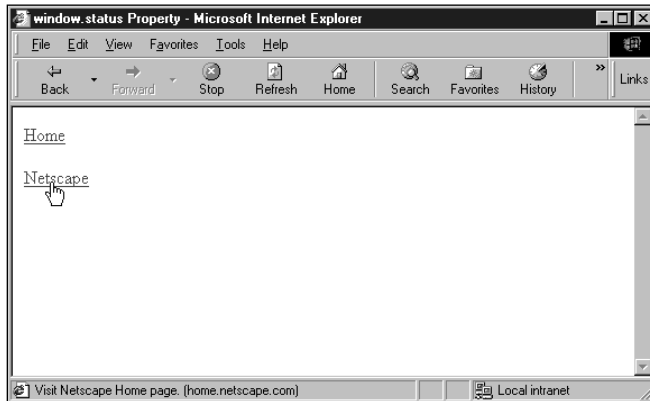 window.status Property - Microsoft Internet Explorer
File Edit View Favorites Tools Help
Back Forward Stop Refresh Home Search Favorites History » Links
Home
Netscape
Visit Netscape Home page. (home.netscape.com) Local intranet